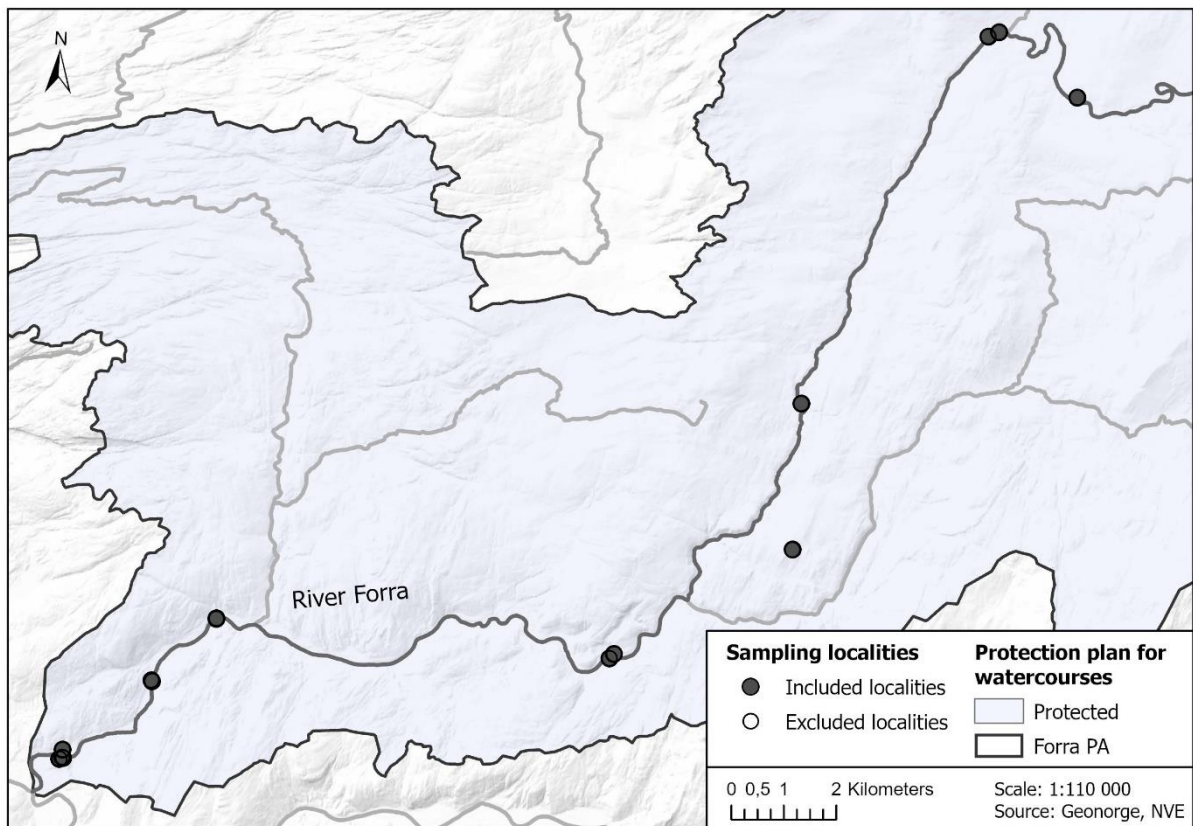 N
River Forra
Sampling localities
Included localities
Excluded localities
Protection plan for
watercourses
Protected
Forra PA
0 0,5 1 2 Kilometers
Scale: 1:110 000
Source: Geonorge, NVE